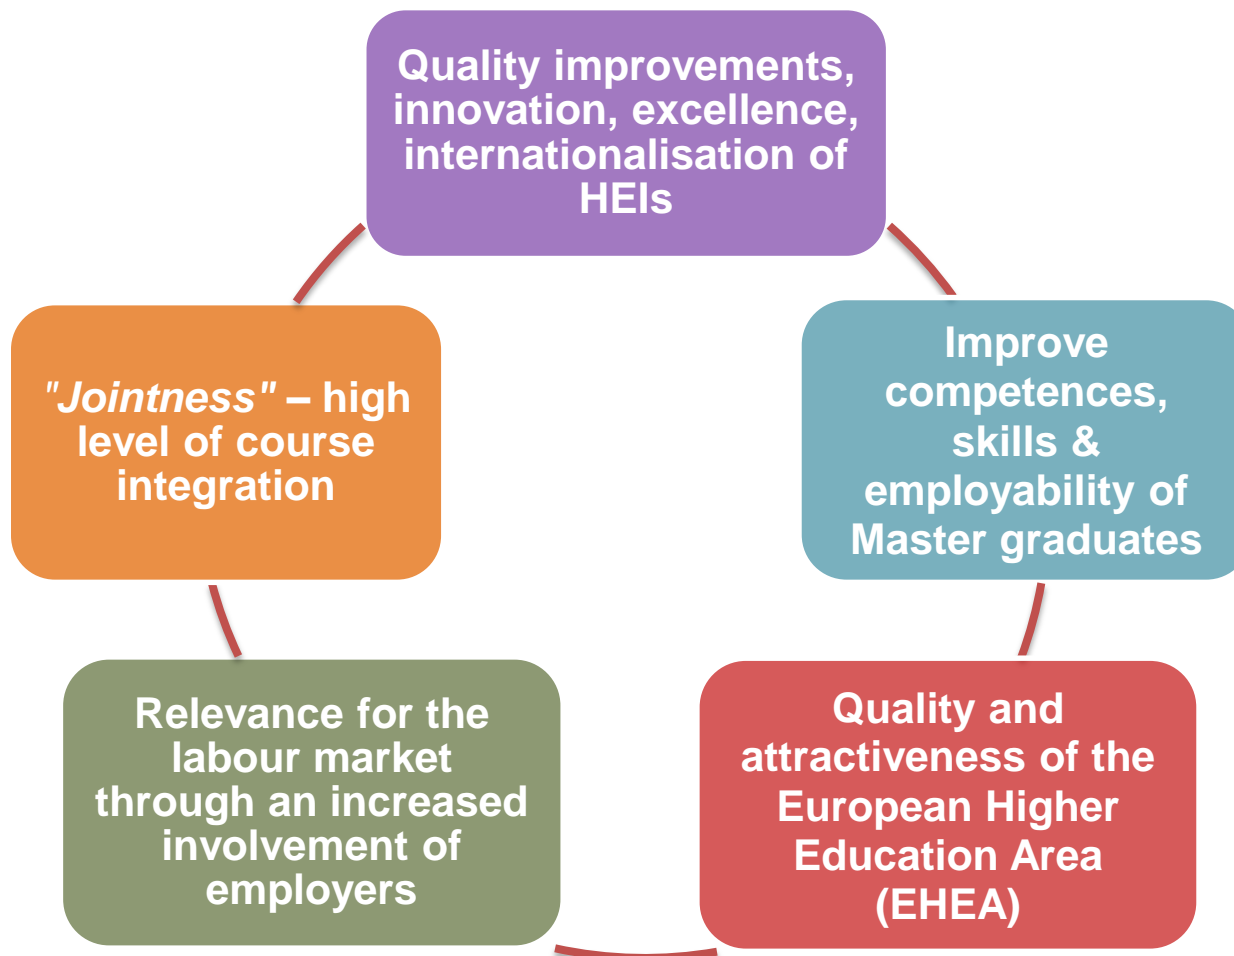 Quality improvements,
innovation, excellence,
internationalisation of
HEIs
Improve
competences,
skills &
employability of
Master graduates
Quality and
attractiveness of the
European Higher
Education Area
(EHEA)
Relevance for the
labour market
through an increased
involvement of
employers
"Jointness" – high
level of course
integration